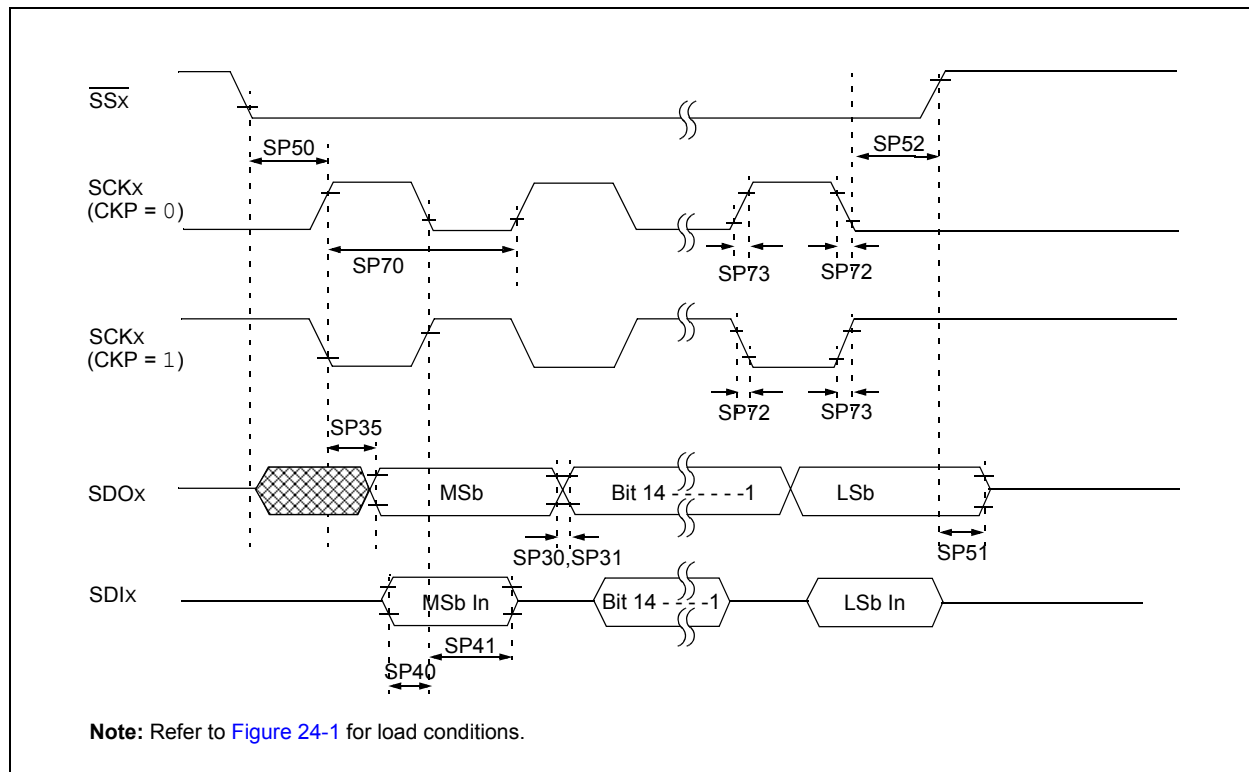 SSx
SP50
SP52
SCKx
(CKP = 0)
SP70
SP73
SP72
SCKx
(CKP = 1)
SP72
SP73
SP35
SDOx
MSb
Bit 14 - - - - - -1
LSb
SP30,SP31
SP51
SDIx
MSb In
Bit 14 - - - - -1
LSb In
SP41
SP40
Note: Refer to Figure 24-1 for load conditions.